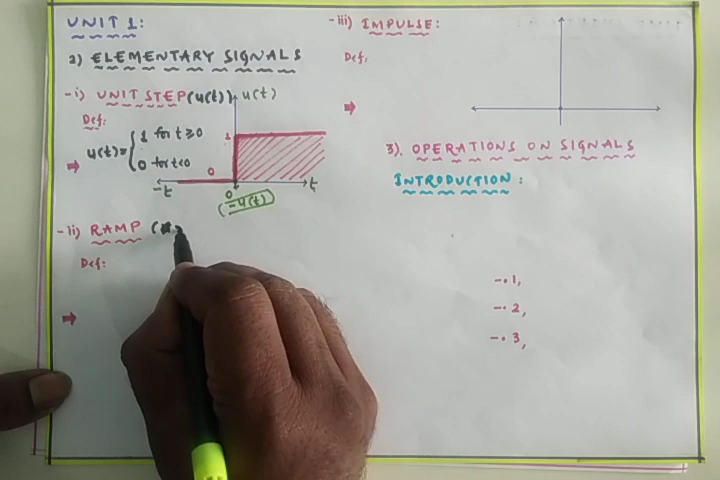 UNIT 1:
2) ELEMENTARY SIGNALS
-i) UNIT STEP(u(t))
u(t)
Def:
u(t)= { 1 for t ≥ 0
0 for t<0
1
0
-t
0
t
(-u(t))
-ii) RAMP (
Def:
-iii) IMPULSE:
Def:
3). OPERATIONS ON SIGNALS
INTRODUCTION:
-. 1,
-. 2,
-. 3,